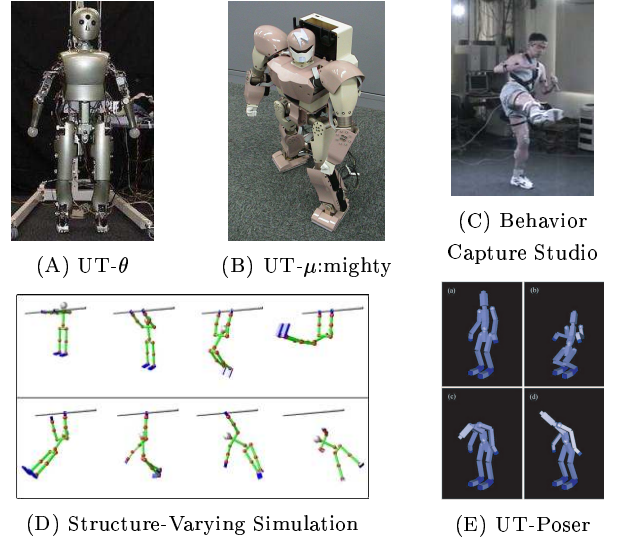 (A) UT-θ
(B) UT-μ:mighty
(C) Behavior
Capture Studio
(a)
(b)
(c)
(d)
(D) Structure-Varying Simulation
(E) UT-Poser